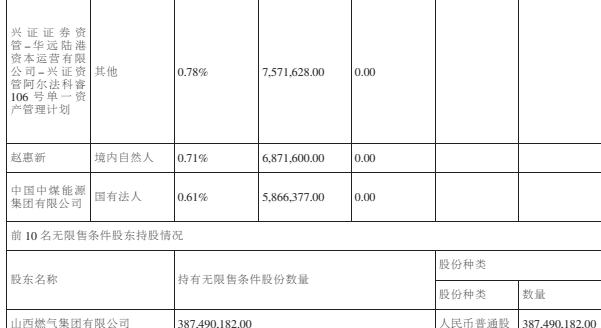 兴证证券资
管－华远陆港
资本运营有限
公司－兴证资
管阿尔法科睿
106 号单一资
产管理计划
其他
0.78%
7,571,628.00
0.00
赵惠新
境内自然人
0.71%
6,871,600.00
0.00
中国中煤能源
集团有限公司
国有法人
0.61%
5,866,377.00
0.00
前 10 名无限售条件股东持股情况
股东名称
持有无限售条件股份数量
股份种类
股份种类
数量
山西燃气集团有限公司
387,490,182.00
人民币普通股
387,490,182.00